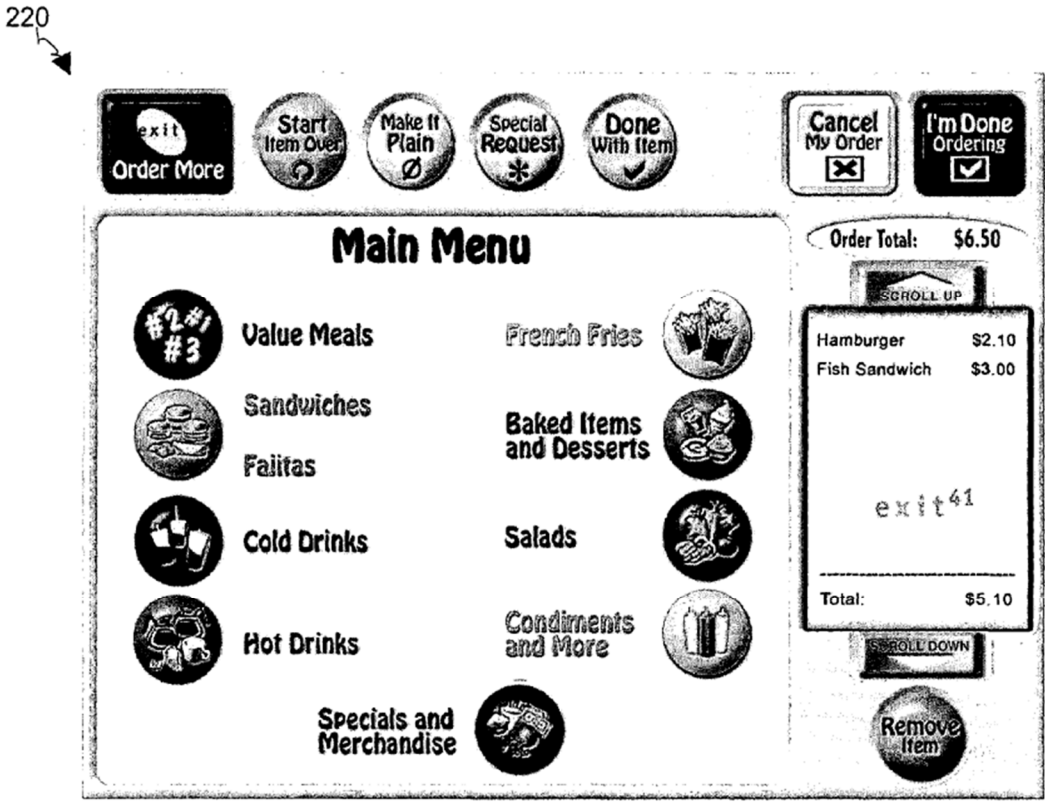 220
exit
Order More
Start
Item Over
Make It
Plain
Special
Request
Done
With Item
Cancel
My Order
I'm Done
Ordering
Main Menu
Order Total: $6.50
SCROLL UP
#2 #1
#3
Value Meals
French Fries
Hamburger $2.10
Fish Sandwich $3.00
Sandwiches
Fajitas
Baked Items
and Desserts
exit41
Cold Drinks
Salads
Total: $5.10
Hot Drinks
Condiments
and More
SCROLL DOWN
Specials and
Merchandise
Remove
Item